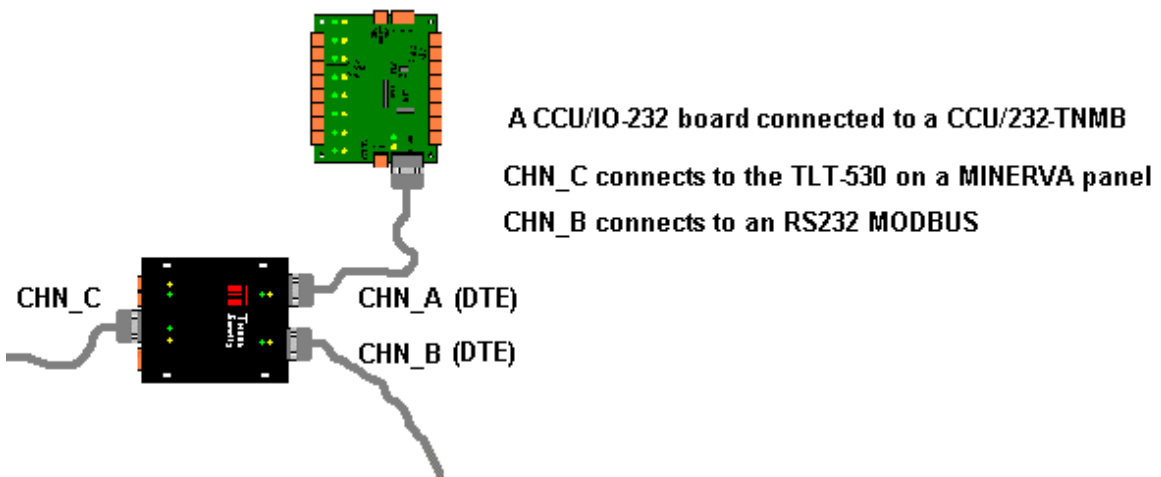 A CCU/IO-232 board connected to a CCU/232-TNMB
CHN_C connects to the TLT-530 on a MINERVA panel
CHN_B connects to an RS232 MODBUS
CHN_C
CHN_A (DTE)
CHN_B (DTE)